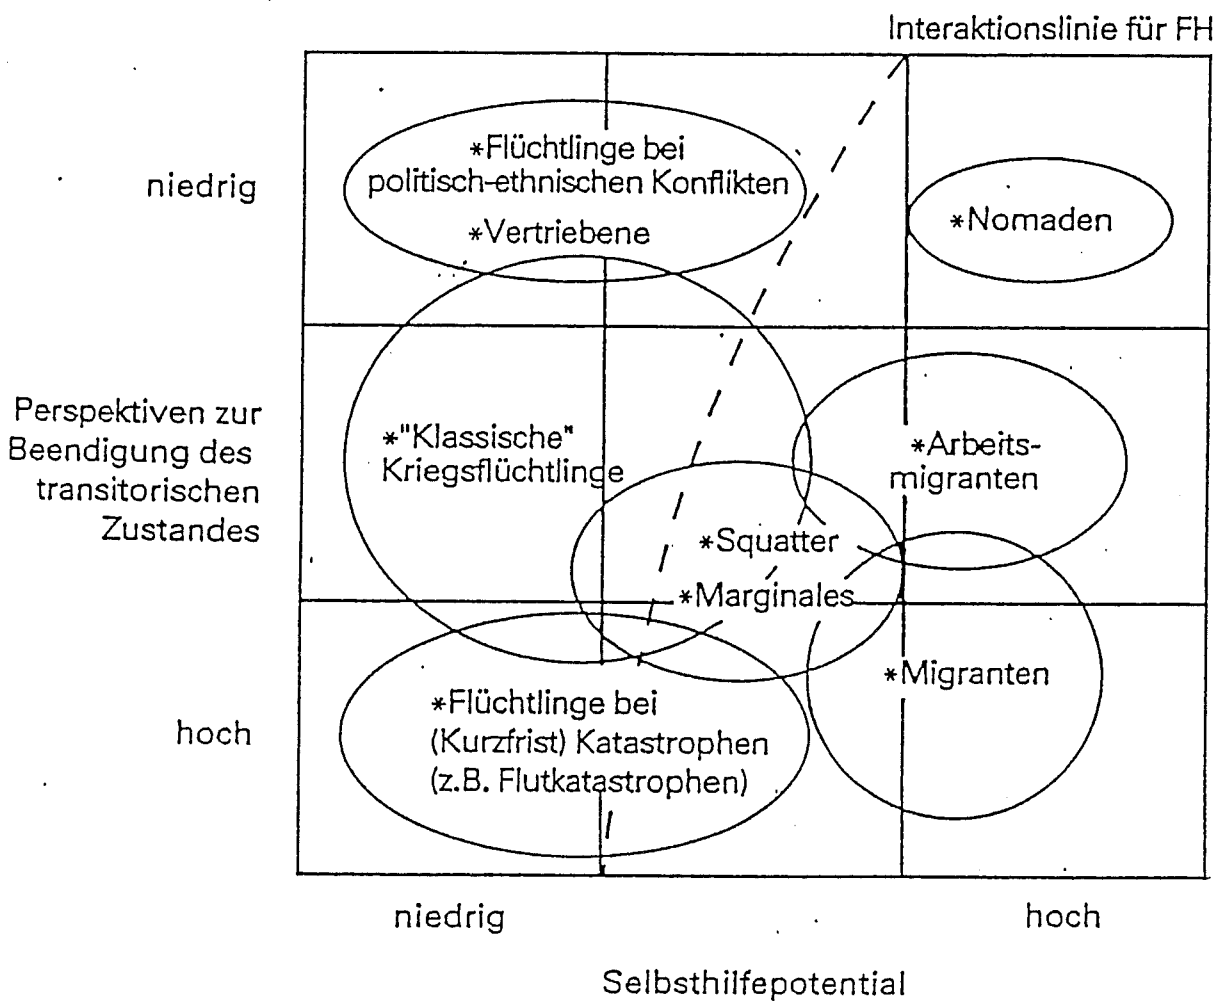 Interaktionslinie für FH
niedrig
*Flüchtlinge bei
politisch-ethnischen Konflikten
*Vertriebene
*Nomaden
Perspektiven zur
Beendigung des
transitorischen
Zustandes
*"Klassische"
Kriegsflüchtlinge
*Arbeits-
migranten
*Squatter
*Marginales
*Migranten
hoch
*Flüchtlinge bei
(Kurzfrist) Katastrophen
(z.B. Flutkatastrophen)
niedrig
hoch
Selbsthilfepotential